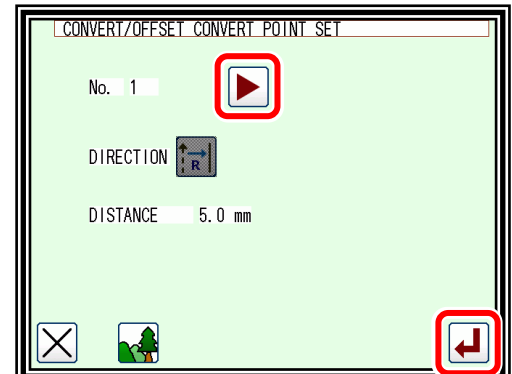 CONVERT/OFFSET CONVERT POINT SET
No. 1
DIRECTION R
DISTANCE 5.0 mm